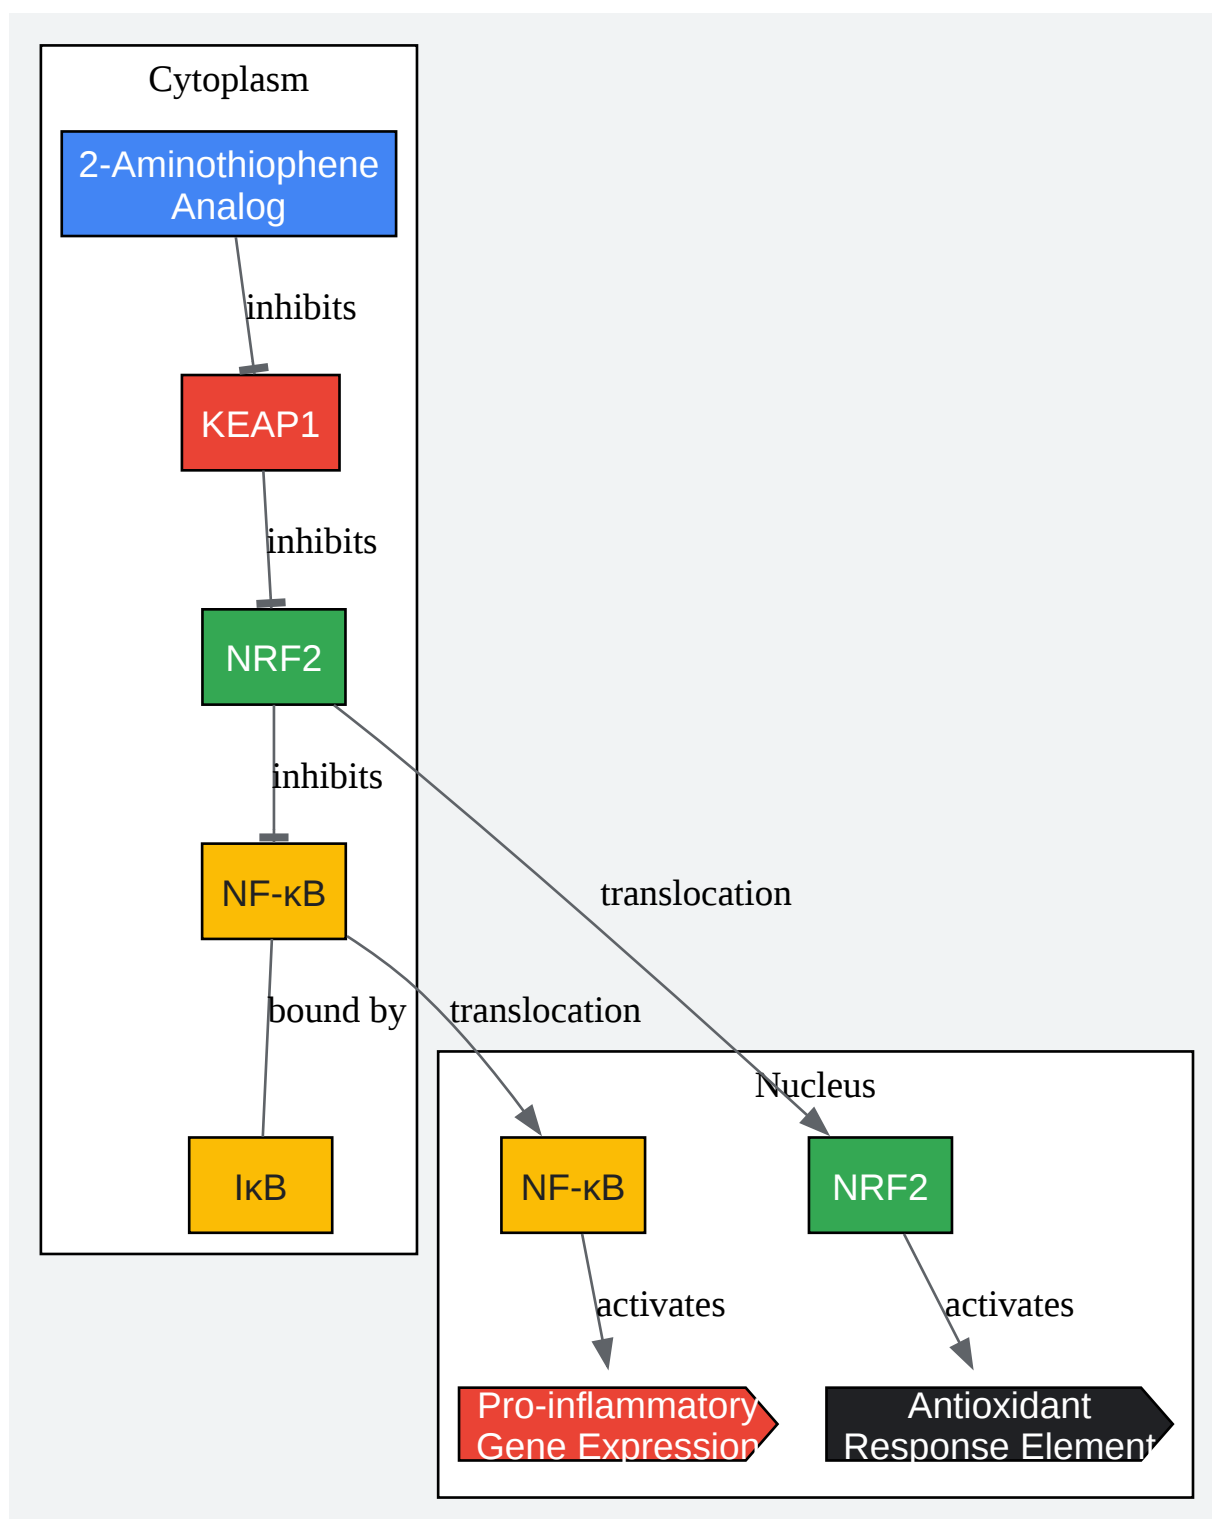 Cytoplasm
2-Aminothiophene
Analog
inhibits
KEAP1
inhibits
NRF2
inhibits
NF-κB
translocation
bound by
translocation
Nucleus
IκB
NF-κB
NRF2
activates
activates
Pro-inflammatory
Gene Expression
Antioxidant
Response Element